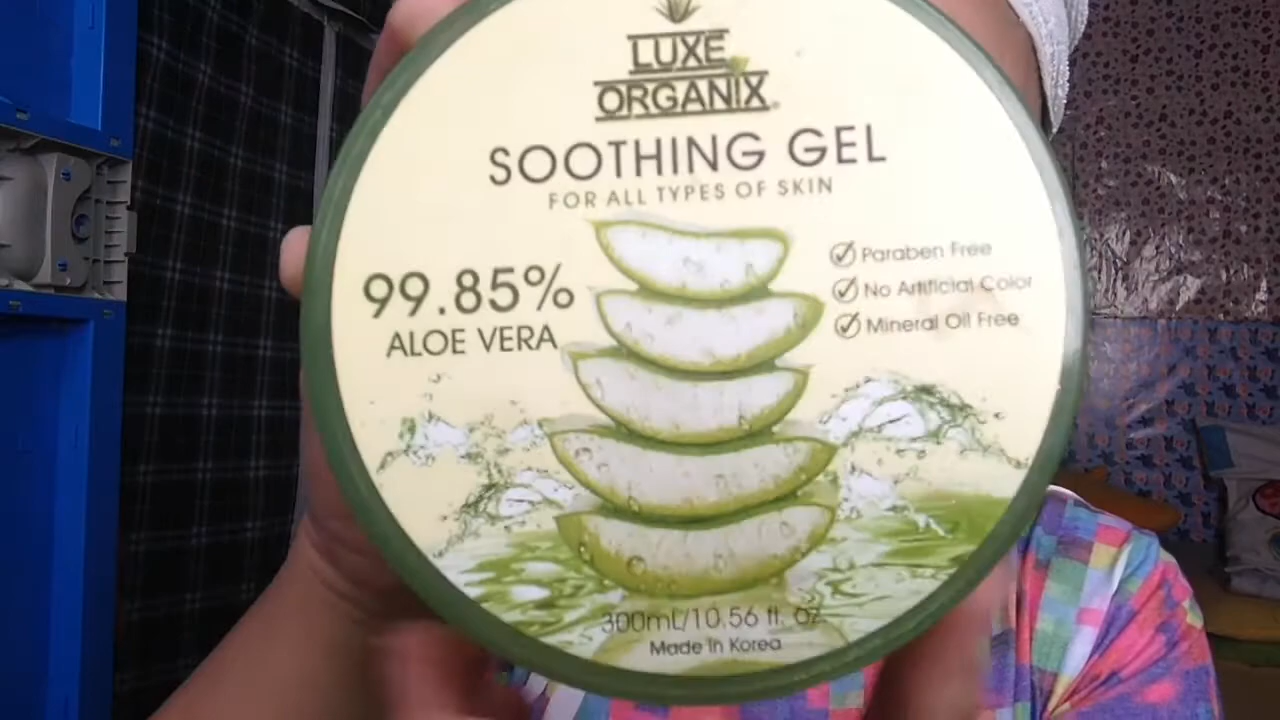 LUXE
ORGANIX
SOOTHING GEL
FOR ALL TYPES OF SKIN
99.85%
ALOE VERA
Paraben Free
No Artificial Color
Mineral Oil Free
300mL/10.56 fl. oz.
Made in Korea